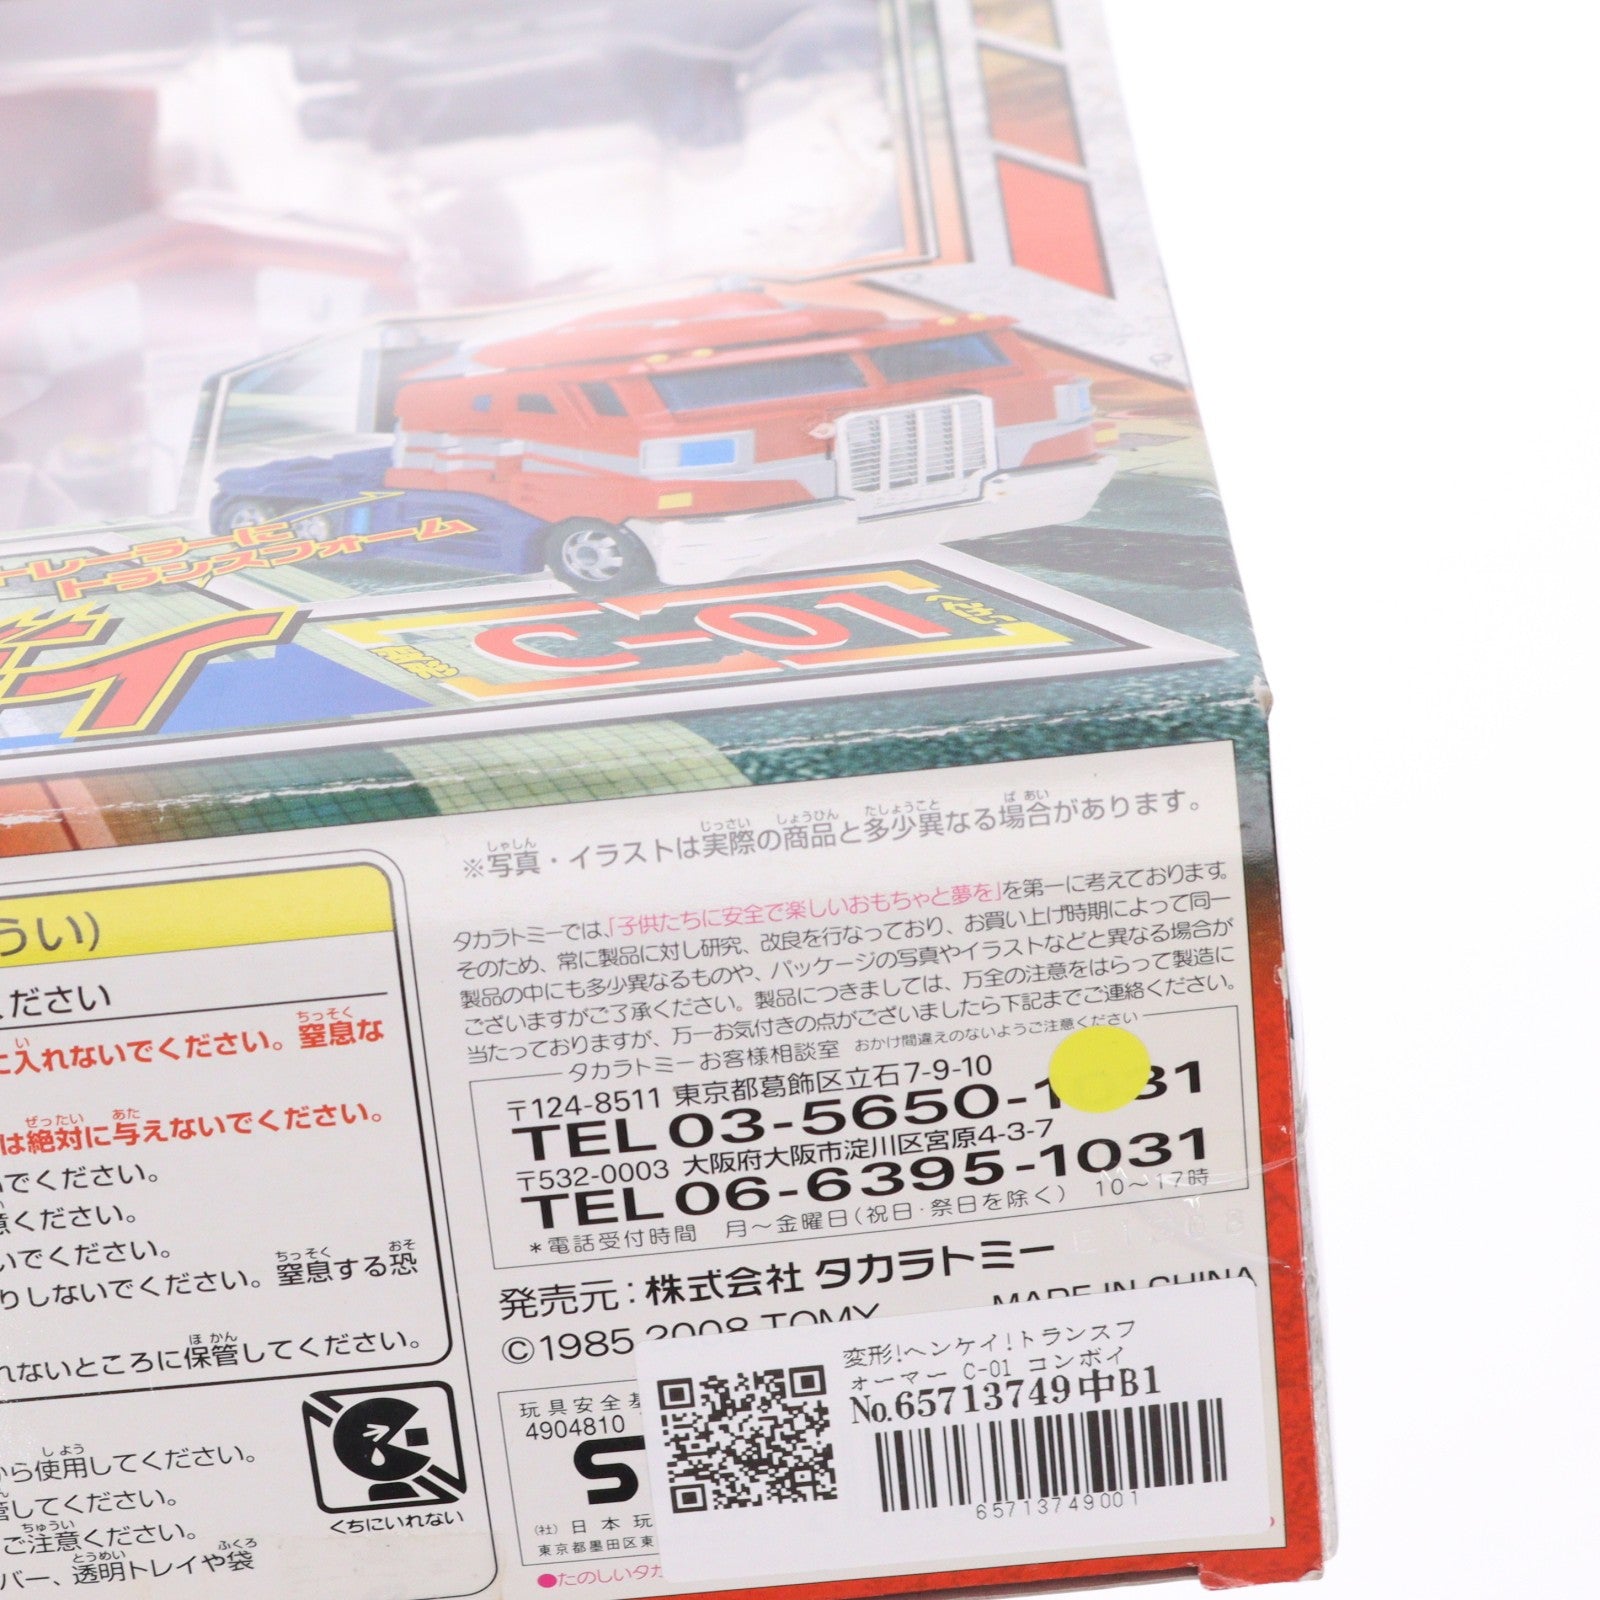 トレーラーに
トランスフォーム
C-01
※写真・イラストは実際の商品と多少異なる場合があります。
タカラトミーでは、「子供たちに安全で楽しいおもちゃと夢を」を第一に考えております。
そのため、常に製品に対し研究、改良を行なっており、お買い上げ時期によって同一
製品の中にも多少異なるものや、パッケージの写真やイラストなどと異なる場合が
ございますがご了承ください。製品につきましては、万全の注意をはらって製造に
当たっておりますが、万一お気付きの点がございましたら下記までご連絡ください。
タカラトミーお客様相談室 おかけ間違えのないようご注意ください
〒124-8511 東京都葛飾区立石7-9-10
TEL 03-5650-1 31
〒532-0003 大阪府大阪市淀川区宮原4-3-7
TEL 06-6395-1031
*電話受付時間 月〜金曜日(祝日・祭日を除く) 10〜17時
発売元:株式会社 タカラトミー
MADE IN CHINA
©1985 2008 TOMY
玩具安全基
4904810
S
(社)日本玩
東京都墨田区東
●たのしいタカ
変形!ヘンケイ!トランスフ
ォーマー C-01 コンボイ
No.65713749中B1
65713749001
うい)
ください
に入れないでください。窒息な
は絶対に与えないでください。
いでください。
意ください。
いでください。
りしないでください。窒息する恐
れないところに保管してください。
から使用してください。
管してください。
ご注意ください。
バー、透明トレイや袋
くちにいれない